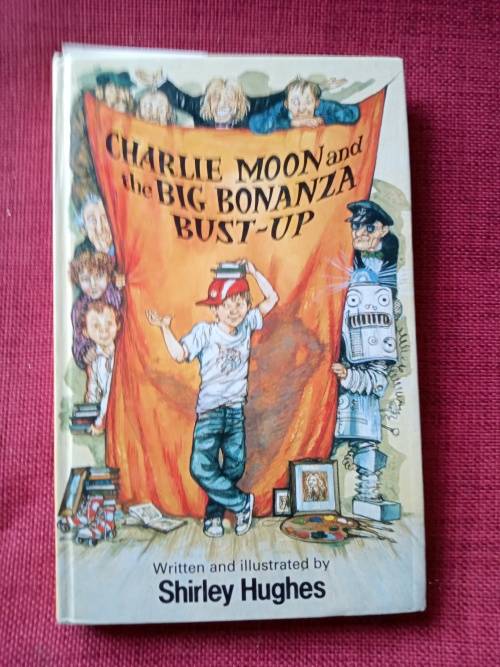 CHARLIE MOON and
the BIG BONANZA
BUST-UP
Written and illustrated by
Shirley Hughes